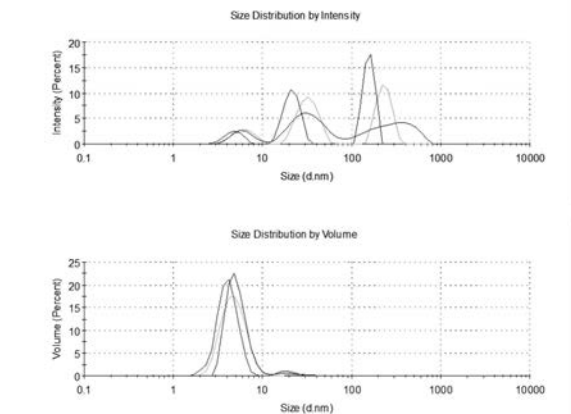 Size Distribution by Intensity
Intensity (Percent)
20
15
10
5
0
0.1 1 10 100 1000 10000
Size (d.nm)
Size Distribution by Volume
Volume (Percent)
25
20
15
10
5
0
0.1 1 10 100 1000 10000
Size (d.nm)